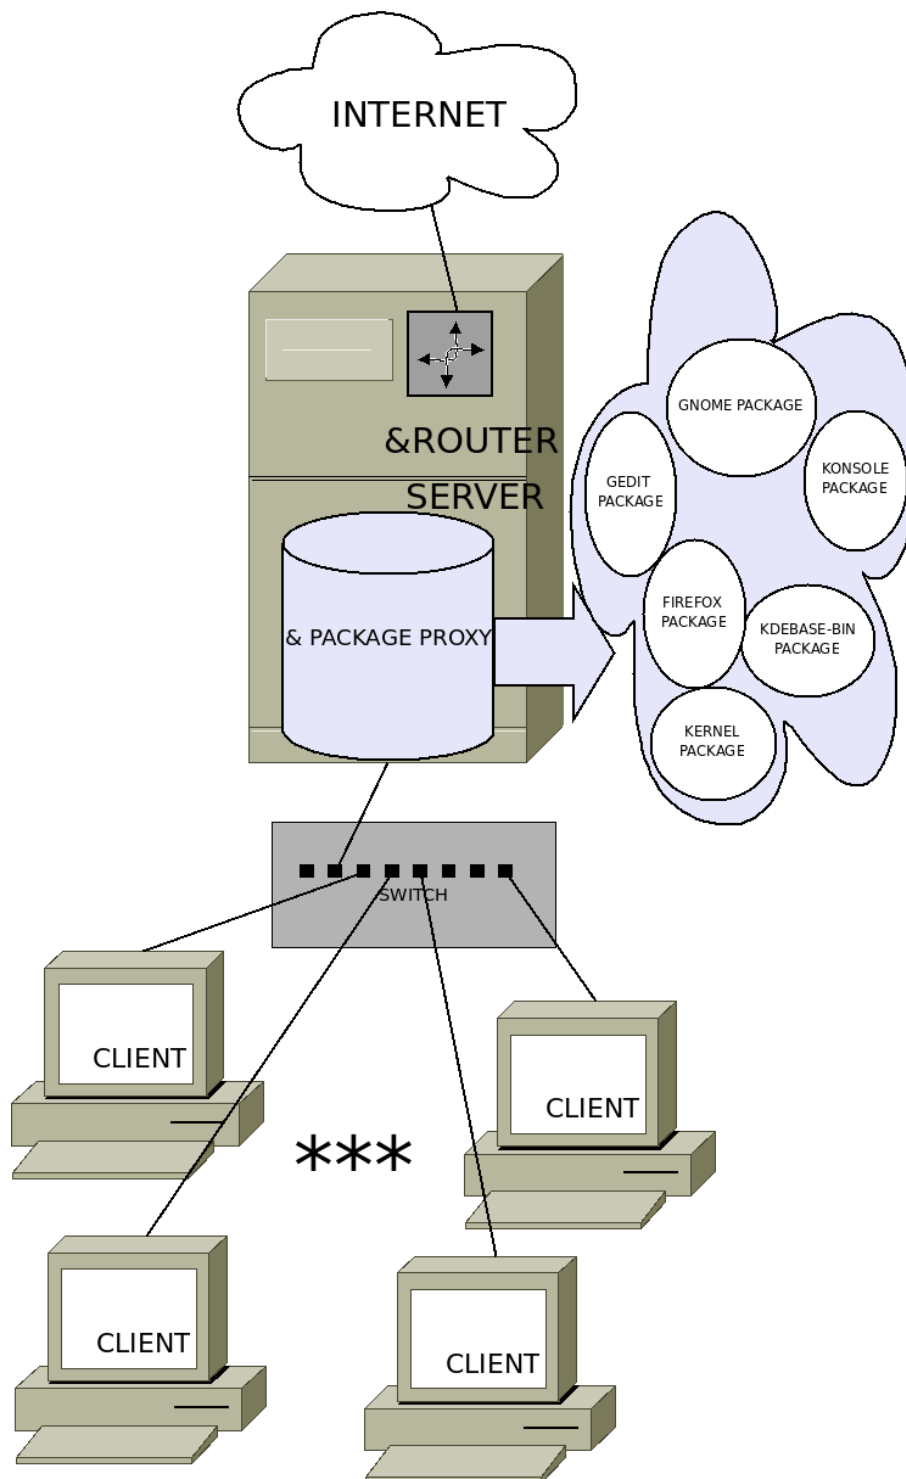 INTERNET
&ROUTER
SERVER
& PACKAGE PROXY
GNOME PACKAGE
GEDIT
PACKAGE
KONSOLE
PACKAGE
FIREFOX
PACKAGE
KDEBASE-BIN
PACKAGE
KERNEL
PACKAGE
SWITCH
CLIENT
CLIENT
***
CLIENT
CLIENT